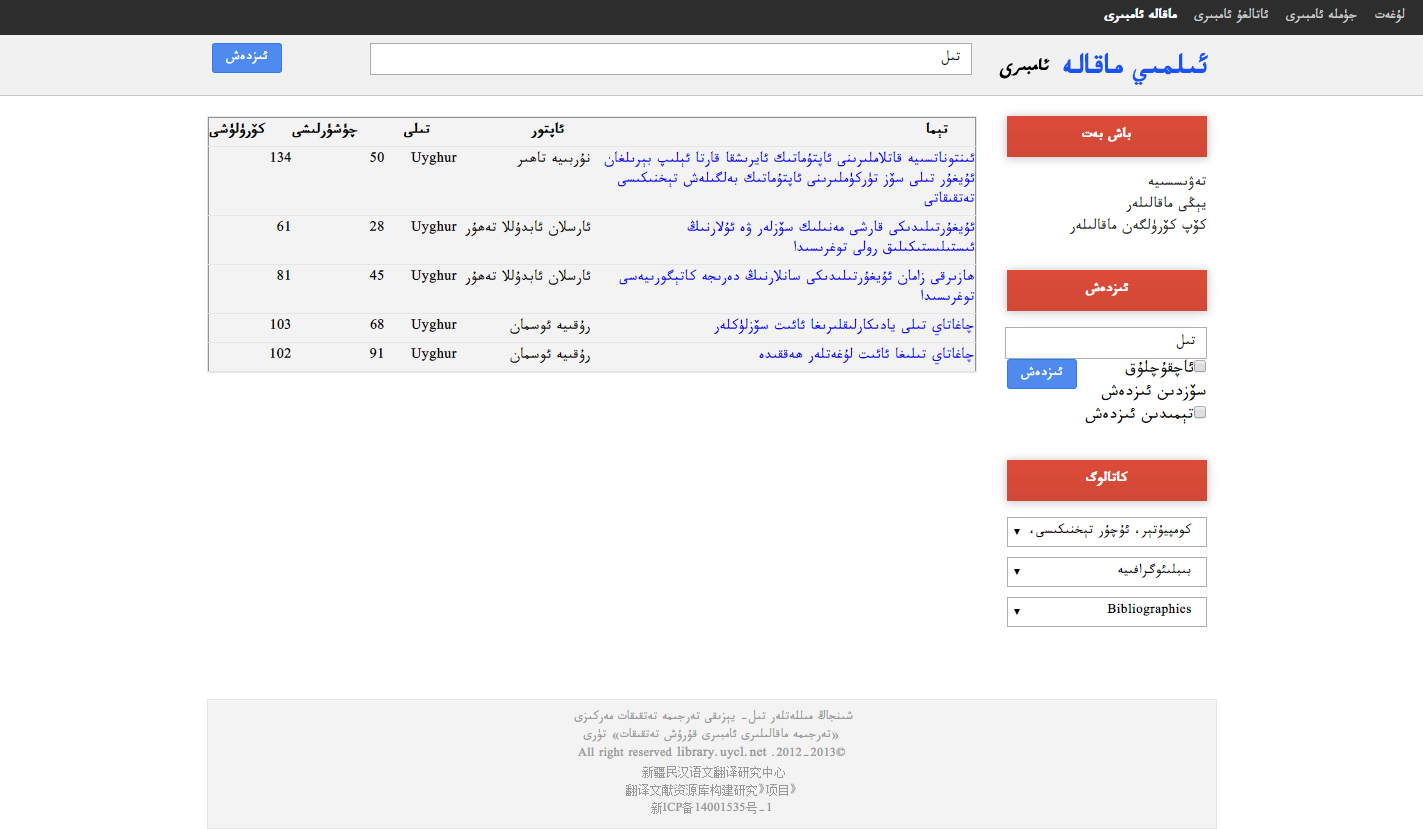 لۇغەت جۈملە ئامبىرى ئاتالغۇ ئامبىرى ماقالە ئامبىرى
ئىلمىي ماقالە ئامبىرى
تىل
ئىزدەش
باش بەت
تەۋسىسىيە
يېڭى ماقالىلەر
كۆپ كۆرۈلگەن ماقالىلەر
ئىزدەش
تىل
ئاچقۇچلۇق
سۆزدىن ئىزدەش
ئىزدەش
تېمىدىن ئىزدەش
كاتالوگ
كومپيۇتېر، ئۇچۇر تېخنىكىسى،
بىبلىئوگرافىيە
Bibliographics
تېما ئاپتور تىلى چۈشۈرلىشى كۆرۈلۈشى
ئىنتوناتسىيە قاتلاملىرىنى ئاپتۇماتىك ئايرىشقا قارتا ئېلىپ بېرىلغان نۇربىيە تاھىر Uyghur 50 134
ئۇيغۇر تىلى سۆز تۈركۈملىرىنى ئاپتۇماتىك بەلگىلەش تېخنىكىسى
تەتقىقاتى
ئۇيغۇرتىلىدىكى قارشى مەنىلىك سۆزلەر ۋە ئۇلارنىڭ ئارسلان ئابدۇللا تەھۇر Uyghur 28 61
ئىستىلىستىكىلىق رولى توغرىسىدا
ھازىرقى زامان ئۇيغۇرتىلىدىكى سانلارنىڭ دەرىجە كاتېگورىيەسى ئارسلان ئابدۇللا تەھۇر Uyghur 45 81
توغرىسىدا
چاغاتاي تىلى يادىكارلىقلىرىغا ئائىت سۆزلۈكلەر رۇقىيە ئوسمان Uyghur 68 103
چاغاتاي تىلىغا ئائىت لۇغەتلەر ھەققىدە رۇقىيە ئوسمان Uyghur 91 102
شىنجاڭ مىللەتلەر تىل- يېزىقى تەرجىمە تەتقىقات مەركىزى
«تەرجىمە ماقالىلىرى ئامبىرى قۇرۇش تەتقىقات» تۈرى
All right reserved library.uycl.net .2012-2013©
新疆民汉语文翻译研究中心
翻译文献资源库构建研究》项目》
新ICP备14001535号-1